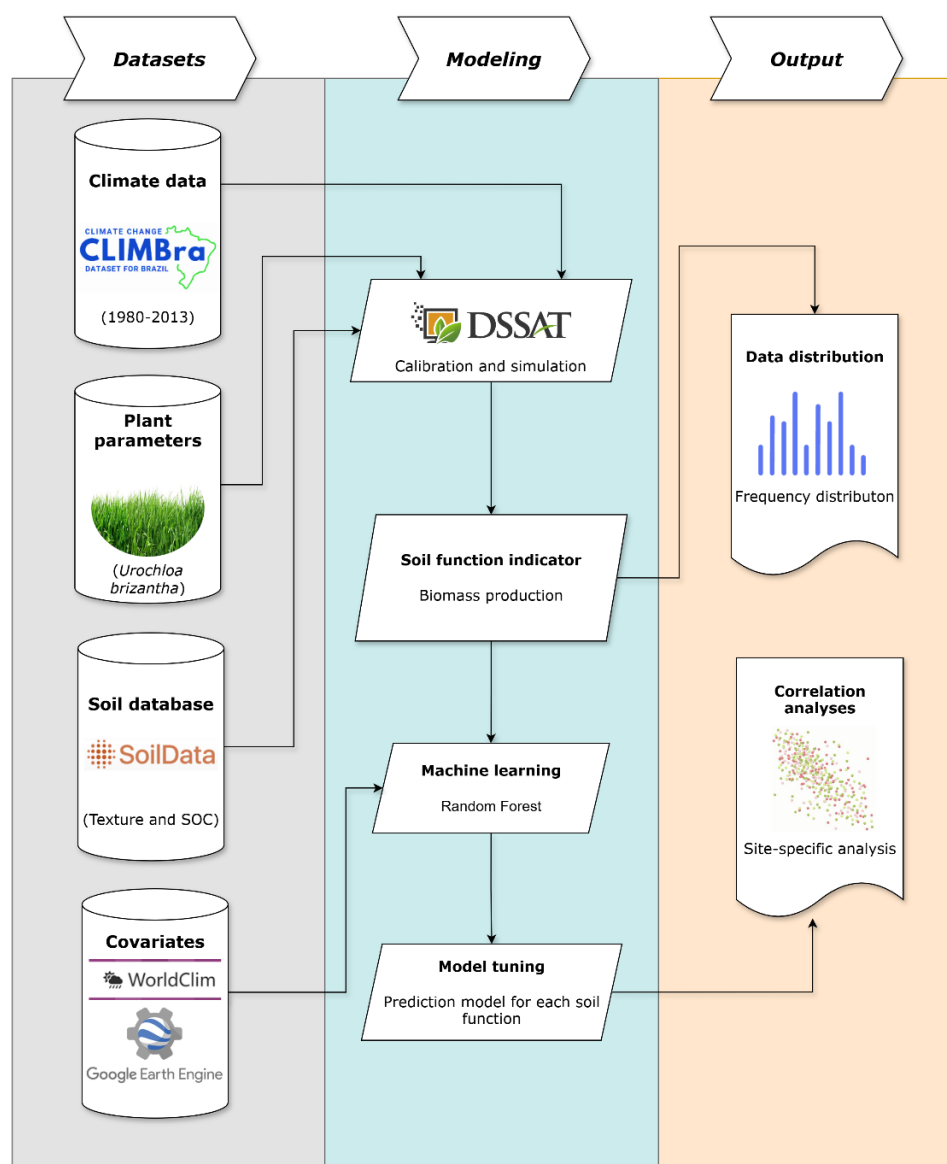 Datasets
Modeling
Output
Climate data
CLIMATE CHANGE
CLIMBra
DATASET FOR BRAZIL
(1980-2013)
DSSAT
Calibration and simulation
Data distribution
Frequency distributon
Plant
parameters
(Urochloa
brizantha)
Soil function indicator
Biomass production
Soil database
SoilData
(Texture and SOC)
Correlation
analyses
Site-specific analysis
Machine learning
Random Forest
Covariates
WorldClim
Google Earth Engine
Model tuning
Prediction model for each soil
function